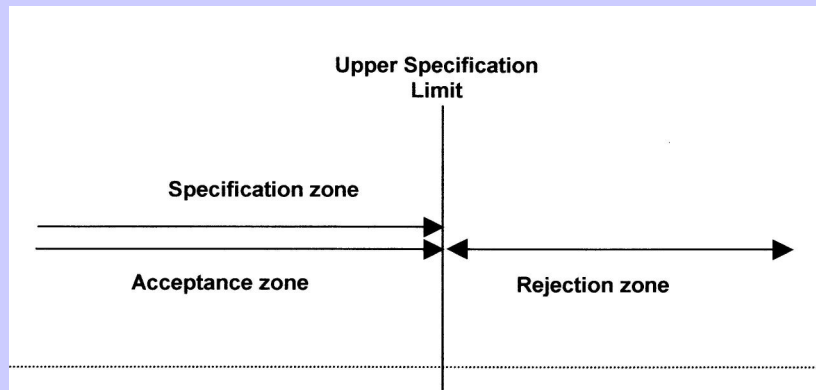 Upper Specification
Limit
Specification zone
Acceptance zone
Rejection zone